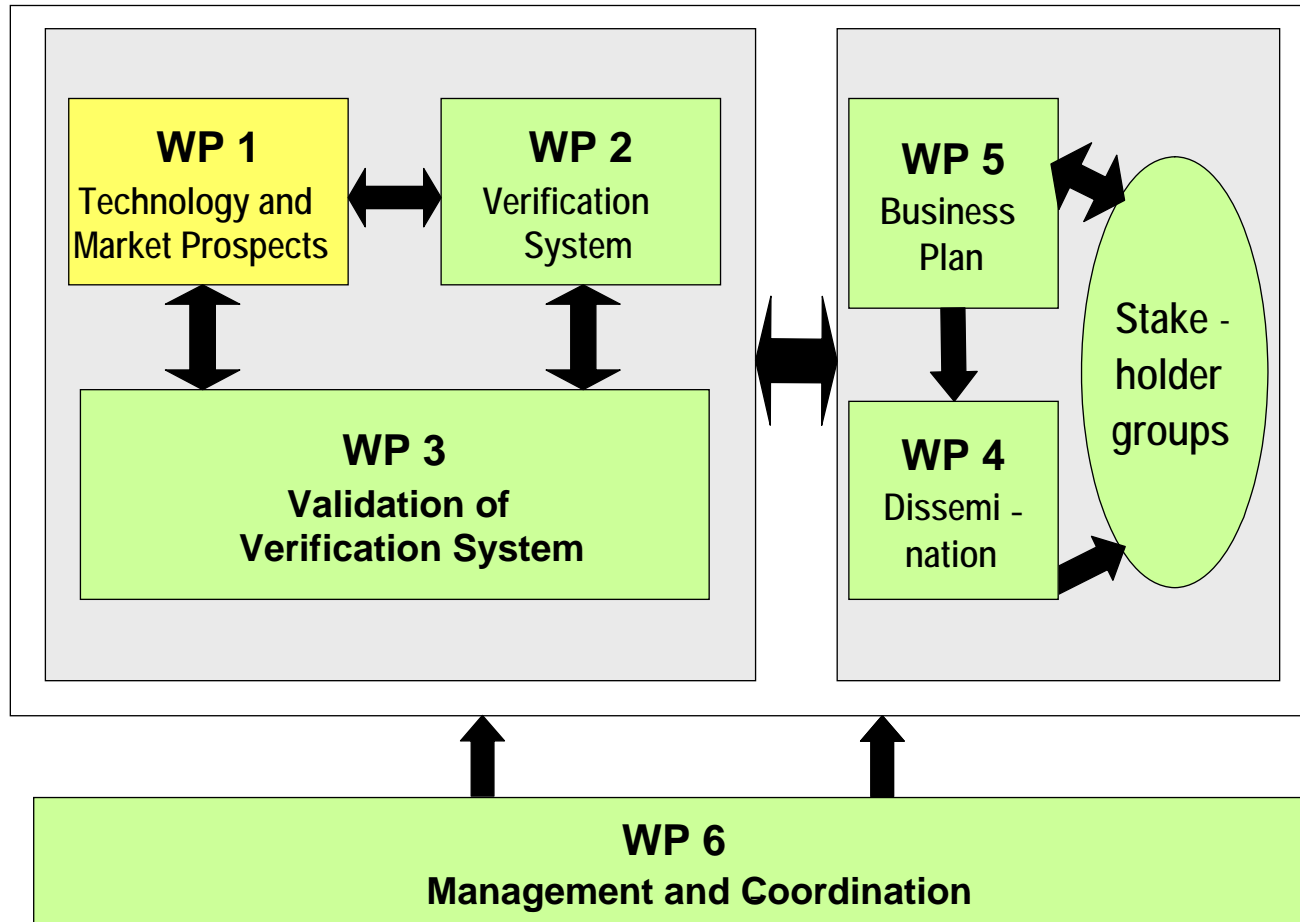 WP 1
Technology and
Market Prospects
WP 2
Verification
System
WP 3
Validation of
Verification System
WP 5
Business
Plan
WP 4
Dissemi -
nation
Stake -
holder
groups
WP 6
Management and Coordination